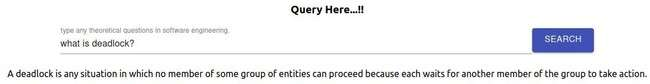 Query Here...!!
type any theoretical questions in software engineering.
what is deadlock?
SEARCH
A deadlock is any situation in which no member of some group of entities can proceed because each waits for another member of the group to take action.